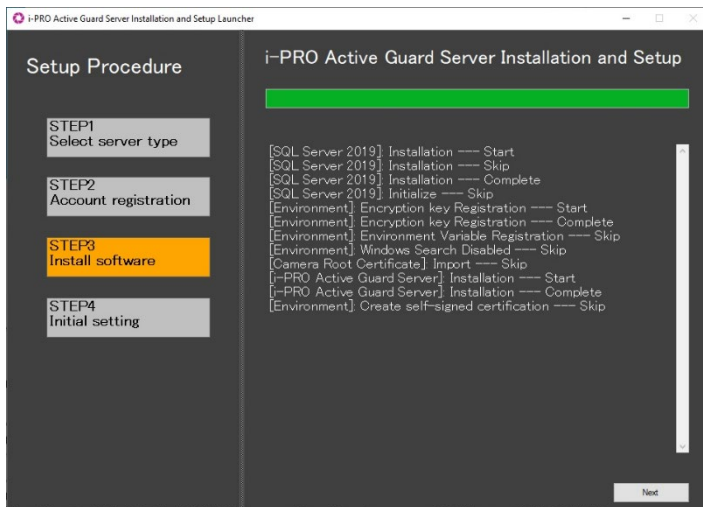 i-PRO Active Guard Server Installation and Setup Launcher
Setup Procedure
STEP1
Select server type
STEP2
Account registration
STEP3
Install software
STEP4
Initial setting
i-PRO Active Guard Server Installation and Setup
[SQL Server 2019]: Installation --- Start
[SQL Server 2019]: Installation --- Skip
[SQL Server 2019]: Installation --- Complete
[SQL Server 2019]: Initialize --- Skip
[Environment]: Encryption key Registration --- Start
[Environment]: Encryption key Registration --- Complete
[Environment]: Environment Variable Registration --- Skip
[Environment]: Windows Search Disabled --- Skip
[Camera Root Certificate]: Import --- Skip
[i-PRO Active Guard Server]: Installation --- Start
[i-PRO Active Guard Server]: Installation --- Complete
[Environment]: Create self-signed certification --- Skip
Next